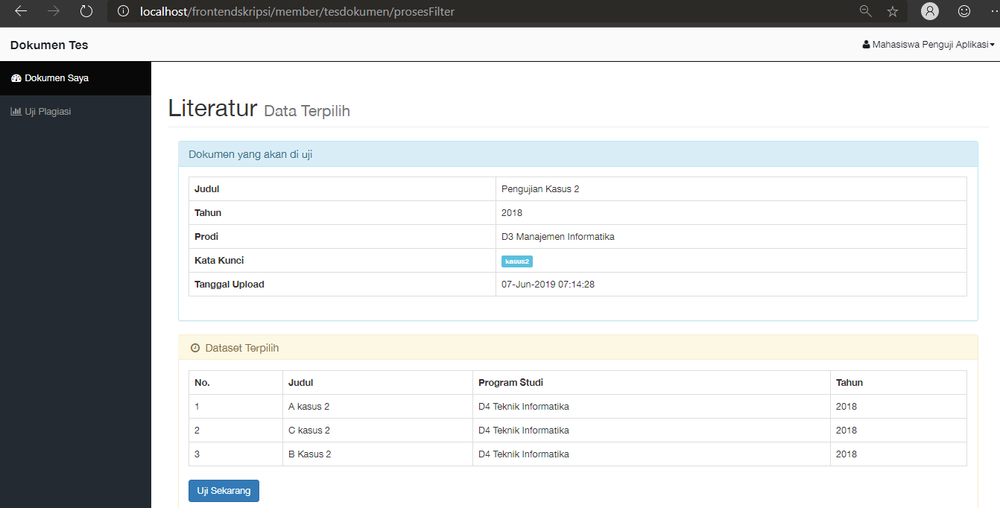 localhost/frontendskripsi/member/tesdokumen/prosesFilter
Dokumen Tes
Mahasiswa Penguji Aplikasi
Dokumen Saya
Uji Plagiasi
Literatur Data Terpilih
Dokumen yang akan di uji
Judul Pengujian Kasus 2
Tahun 2018
Prodi D3 Manajemen Informatika
Kata Kunci kasus2
Tanggal Upload 07-Jun-2019 07:14:28
Dataset Terpilih
No. Judul Program Studi Tahun
1 A kasus 2 D4 Teknik Informatika 2018
2 C kasus 2 D4 Teknik Informatika 2018
3 B Kasus 2 D4 Teknik Informatika 2018
Uji Sekarang